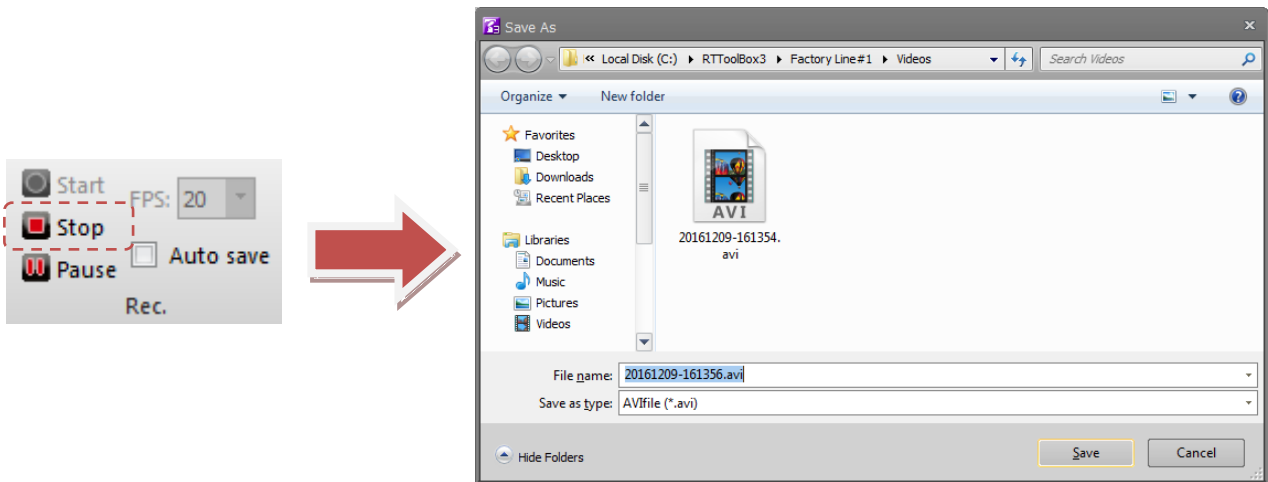 Start
FPS: 20
Stop
Auto save
Pause
Rec.
Save As
« Local Disk (C:) RTToolBox3 Factory Line#1 Videos
Search Videos
Organize New folder
Favorites
Desktop
Downloads
Recent Places
Libraries
Documents
Music
Pictures
Videos
AVI
20161209-161354.
avi
File name: 20161209-161356.avi
Save as type: AVIfile (*.avi)
Hide Folders
Save Cancel